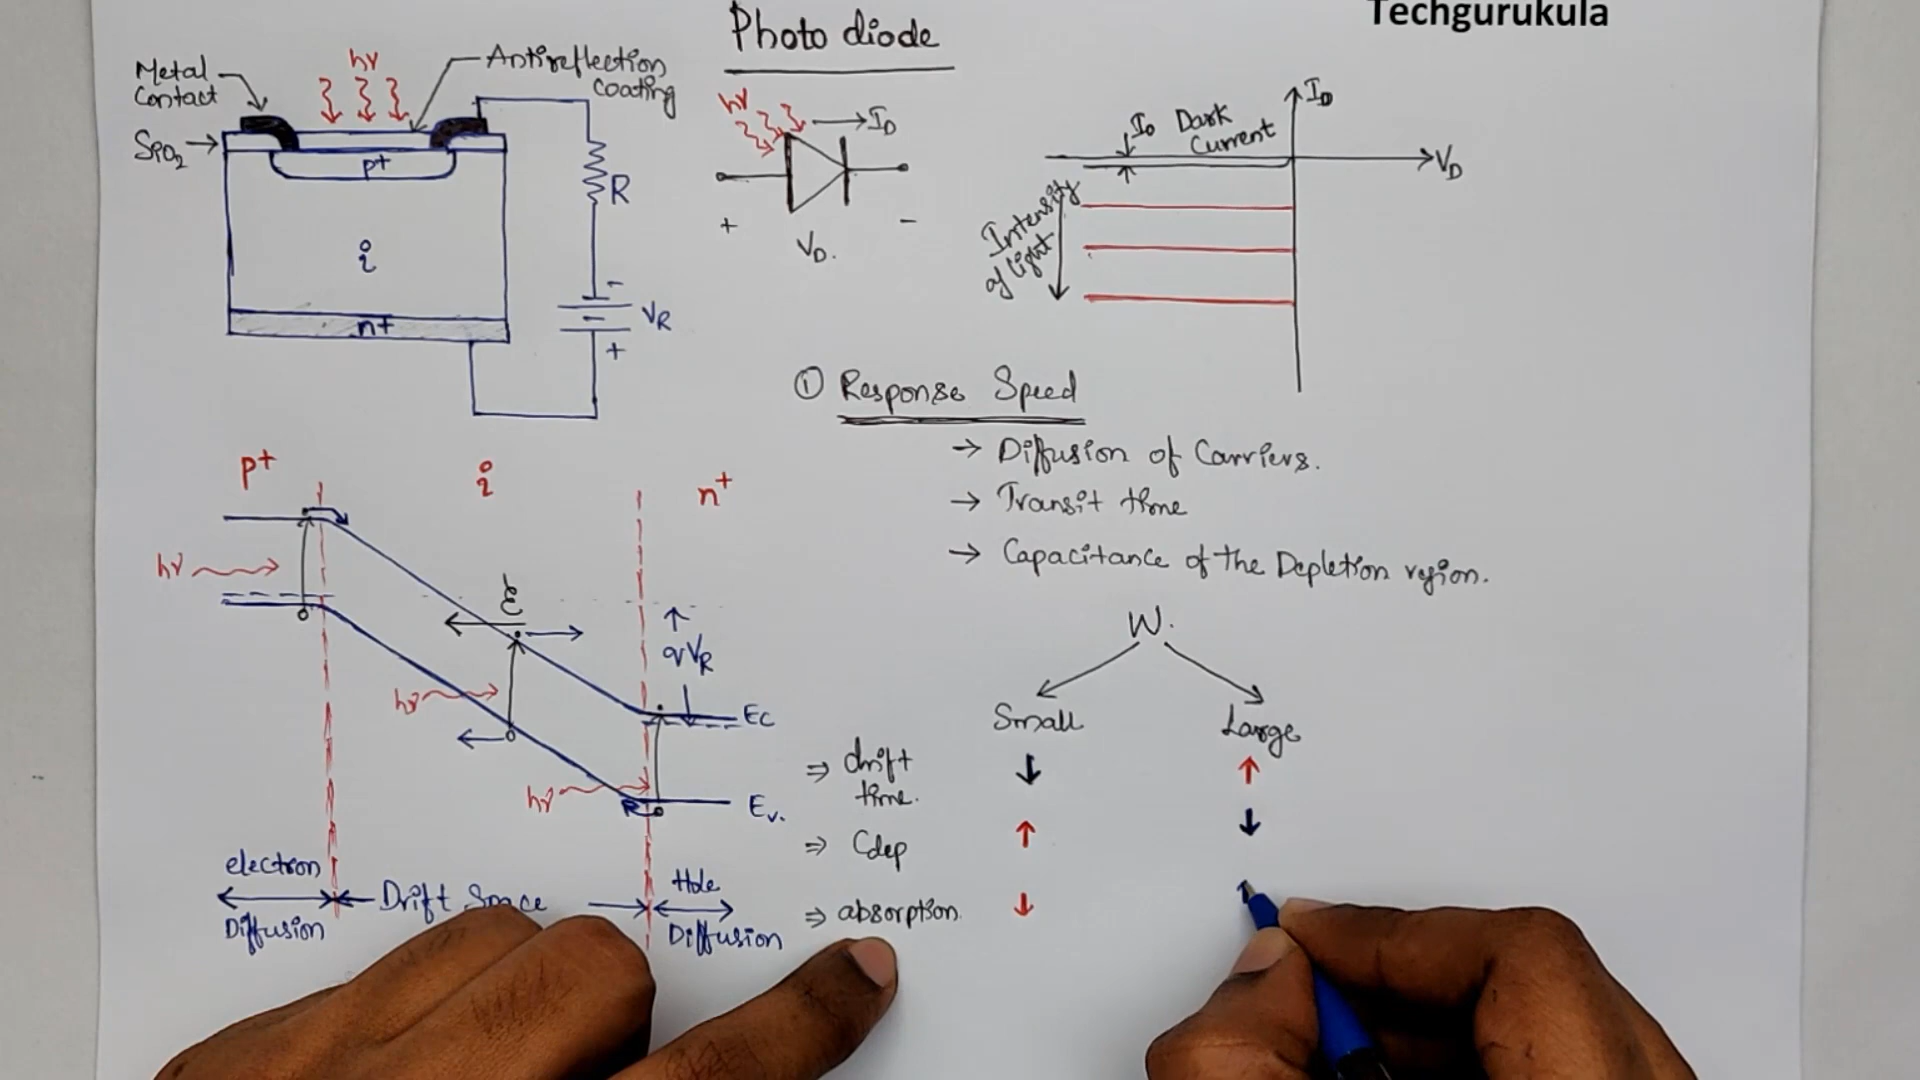 Techgurukula
Photo diode
Metal
Contact
hν
Antireflection
Coating
SiO2
p+
i
n+
R
-
VR
+
hν
ID
+
VD.
-
ID
I0 Dark
Current
VD
Intensity
of light
① Response Speed
→ Diffusion of Carriers.
→ Transit time
→ Capacitance of the Depletion region.
p+
i
n+
hν
ℰ
hν
qVR
EC
hν
Ev.
electron
Diffusion
Drift Space
Hole
Diffusion
W.
Small
Large
⇒ drift
time.
↓
↑
⇒ Cdep
↑
↓
⇒ absorption.
↓